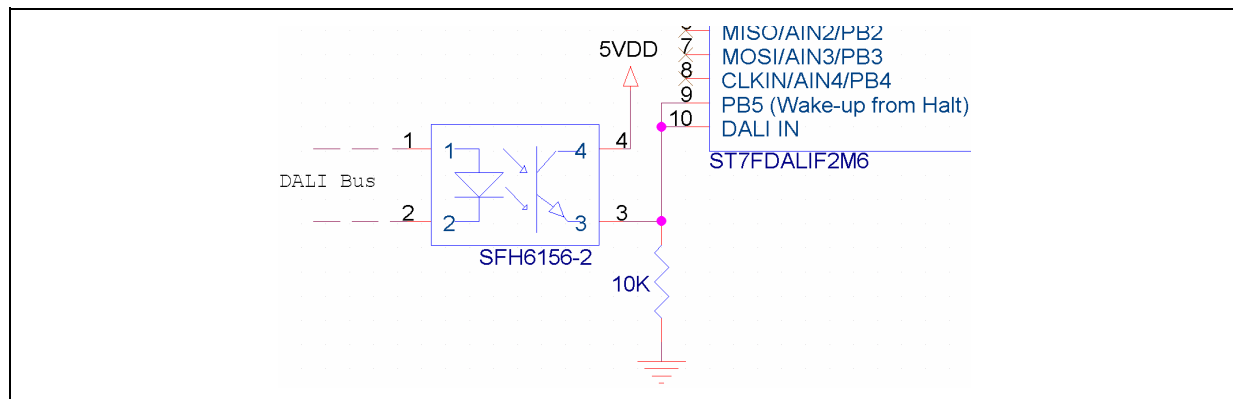 6 MISO/AIN2/PB2
7 MOSI/AIN3/PB3
8 CLKIN/AIN4/PB4
9 PB5 (Wake-up from Halt)
10 DALI IN
ST7FDALIF2M6
5VDD
1 1 4 4
DALI Bus
2 2 3 3
SFH6156-2
10K